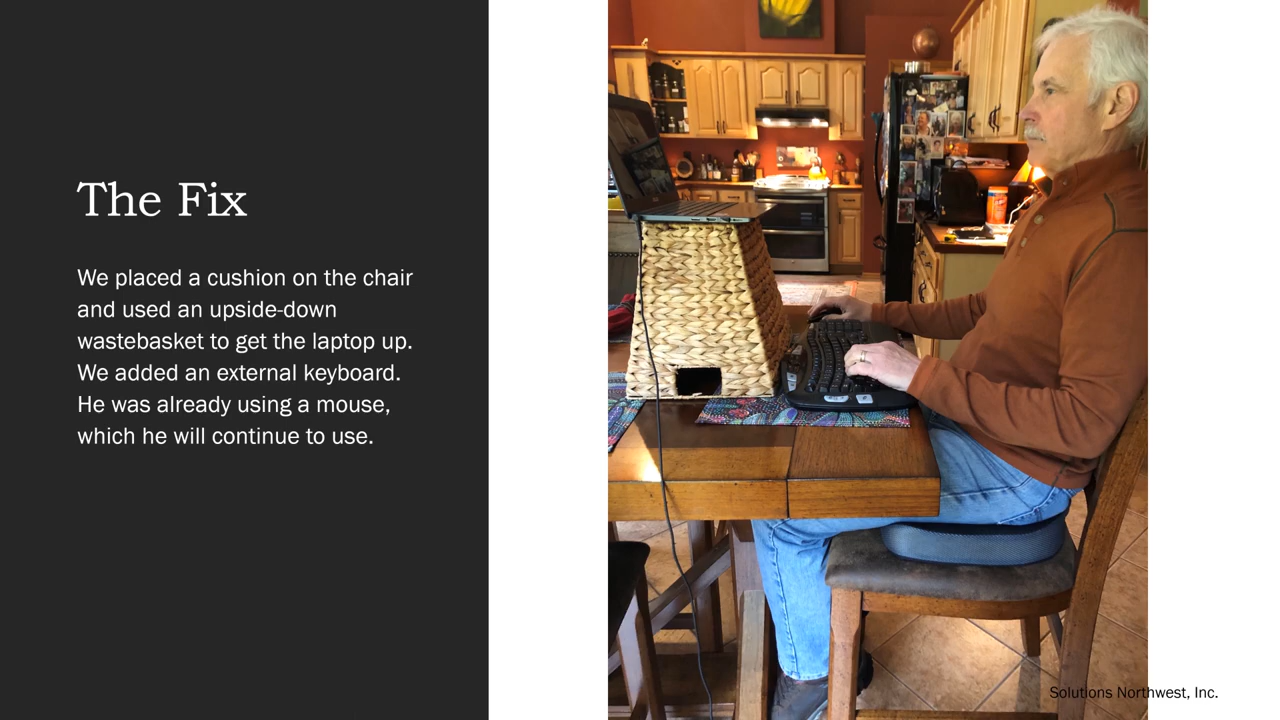 The Fix
We placed a cushion on the chair
and used an upside-down
wastebasket to get the laptop up.
We added an external keyboard.
He was already using a mouse,
which he will continue to use.
Solutions Northwest, Inc.